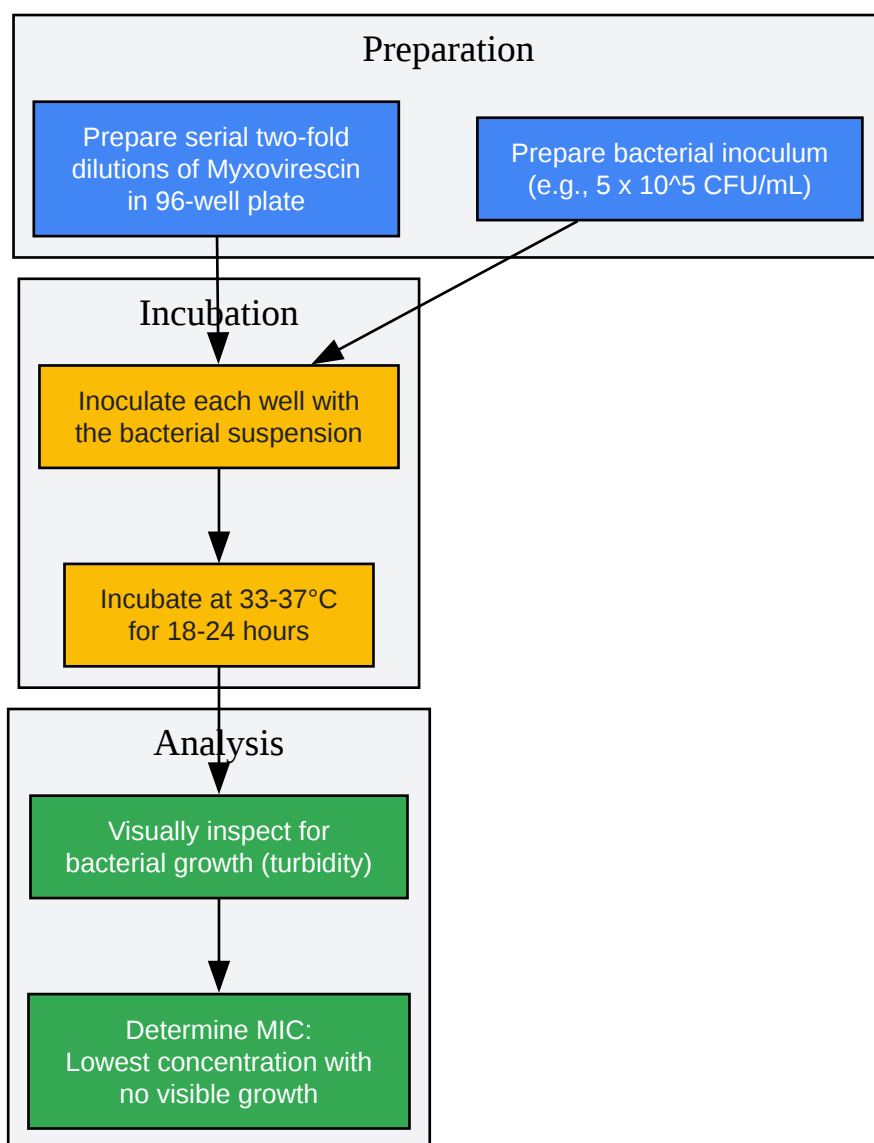 Preparation
Prepare serial two-fold
dilutions of Myxovirescin
in 96-well plate
Prepare bacterial inoculum
(e.g., 5 x 10^5 CFU/mL)
Incubation
Inoculate each well with
the bacterial suspension
Incubate at 33-37°C
for 18-24 hours
Analysis
Visually inspect for
bacterial growth (turbidity)
Determine MIC:
Lowest concentration with
no visible growth